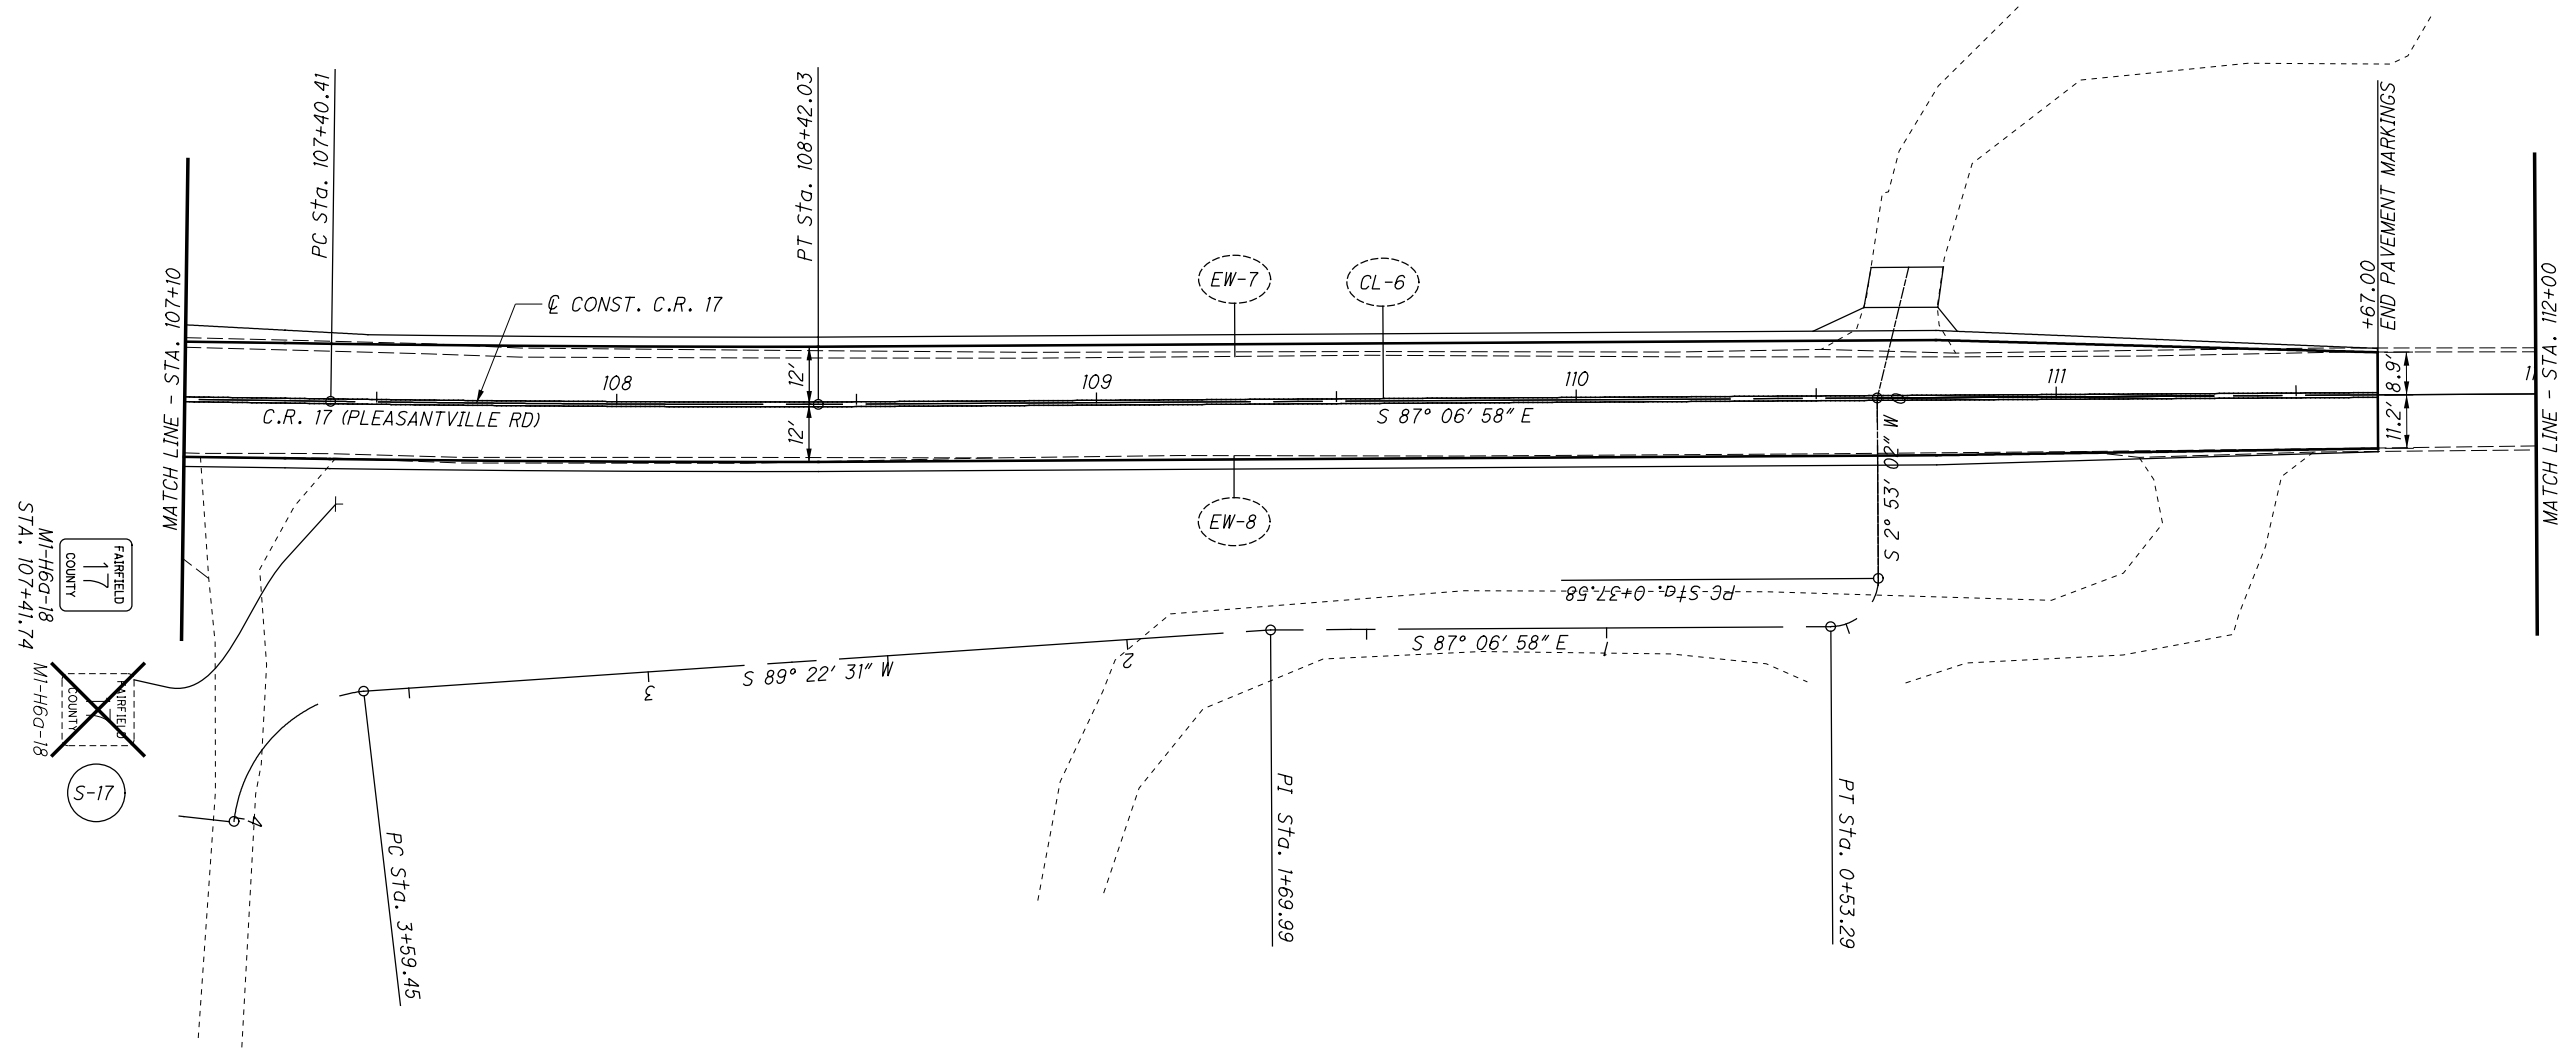 MATCH LINE - STA. 107+10
PC Sta. 107+40.41
PT Sta. 108+42.03
℄ CONST. C.R. 17
C.R. 17 (PLEASANTVILLE RD)
108
109
110
111
11
12'
12'
EW-7
CL-6
EW-8
S 87° 06' 58" E
0
S 2° 53' 02" W
+67.00
END PAVEMENT MARKINGS
8.9'
11.2'
MATCH LINE - STA. 112+00
PC Sta. 0+37.58
S 87° 06' 58" E
1
2
3
4
S 89° 22' 31" W
PT Sta. 0+53.29
PI Sta. 1+69.99
PC Sta. 3+59.45
FAIRFIELD
17
COUNTY
M1-H6a-18
STA. 107+41.74
FAIRFIELD
COUNTY
M1-H6a-18
S-17